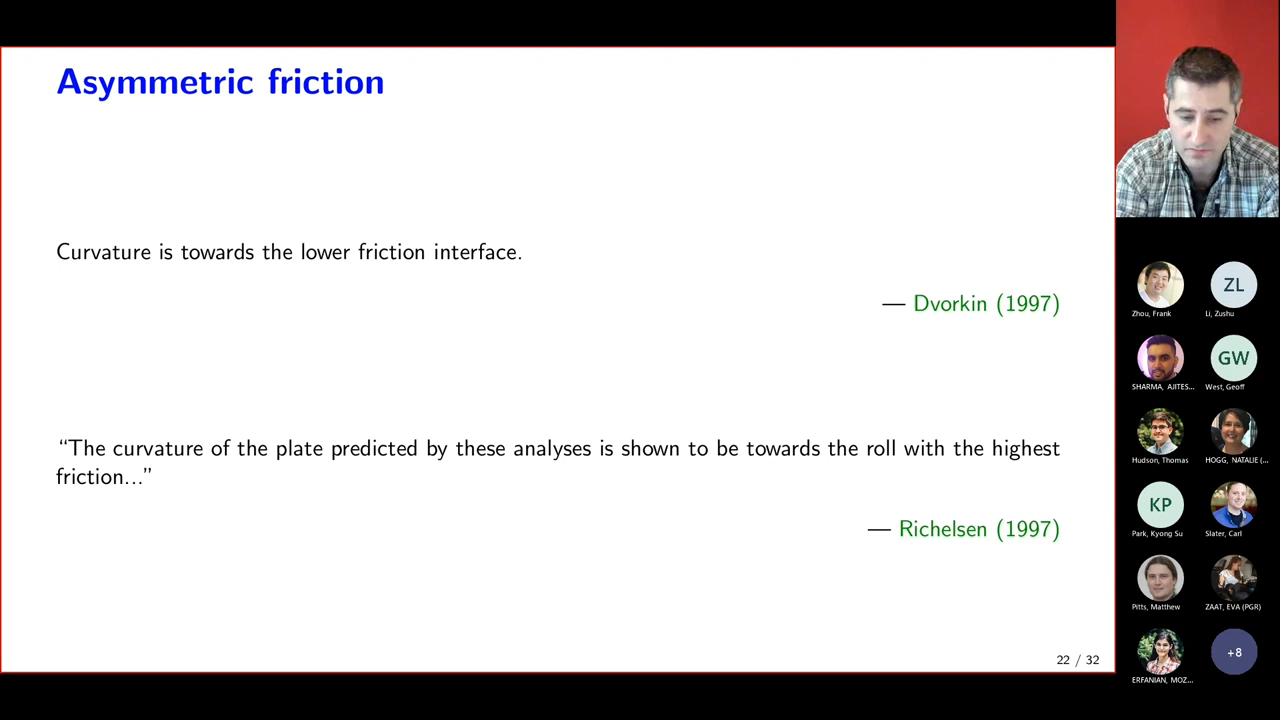 Asymmetric friction
Curvature is towards the lower friction interface.
— Dvorkin (1997)
“The curvature of the plate predicted by these analyses is shown to be towards the roll with the highest
friction...”
— Richelsen (1997)
22 / 32
Zhou, Frank
ZL
Li, Zushu
SHARMA, AJITES...
GW
West, Geoff
Hudson, Thomas
HOGG, NATALIE (...
KP
Park, Kyong Su
Slater, Carl
Pitts, Matthew
ZAAT, EVA (PGR)
ERFANIAN, MOZ...
+8